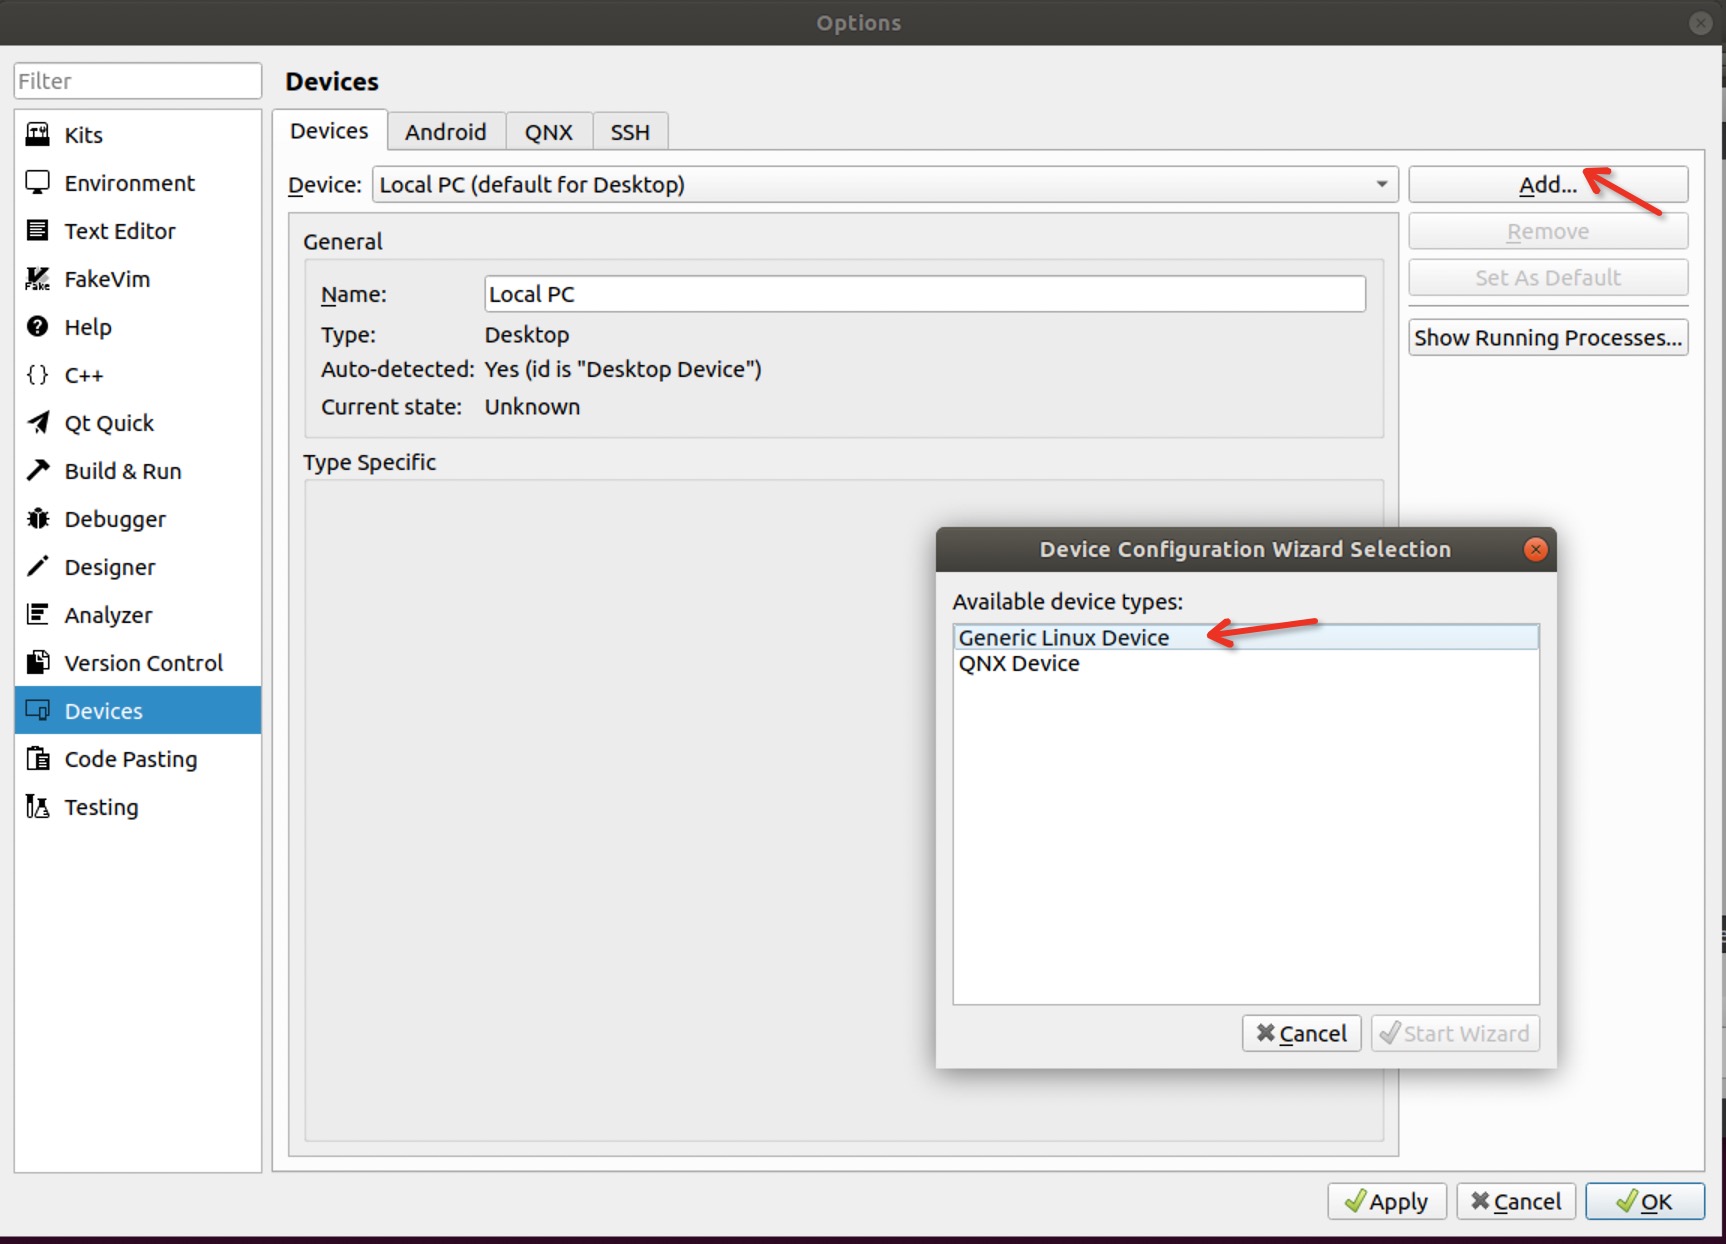 Options
Filter
Kits
Environment
Text Editor
FakeVim
Help
C++
Qt Quick
Build & Run
Debugger
Designer
Analyzer
Version Control
Devices
Code Pasting
Testing
Devices
Devices Android QNX SSH
Device: Local PC (default for Desktop)
Add...
Remove
Set As Default
Show Running Processes...
General
Name: Local PC
Type: Desktop
Auto-detected: Yes (id is "Desktop Device")
Current state: Unknown
Type Specific
Device Configuration Wizard Selection
Available device types:
Generic Linux Device
QNX Device
Cancel Start Wizard
Apply Cancel OK